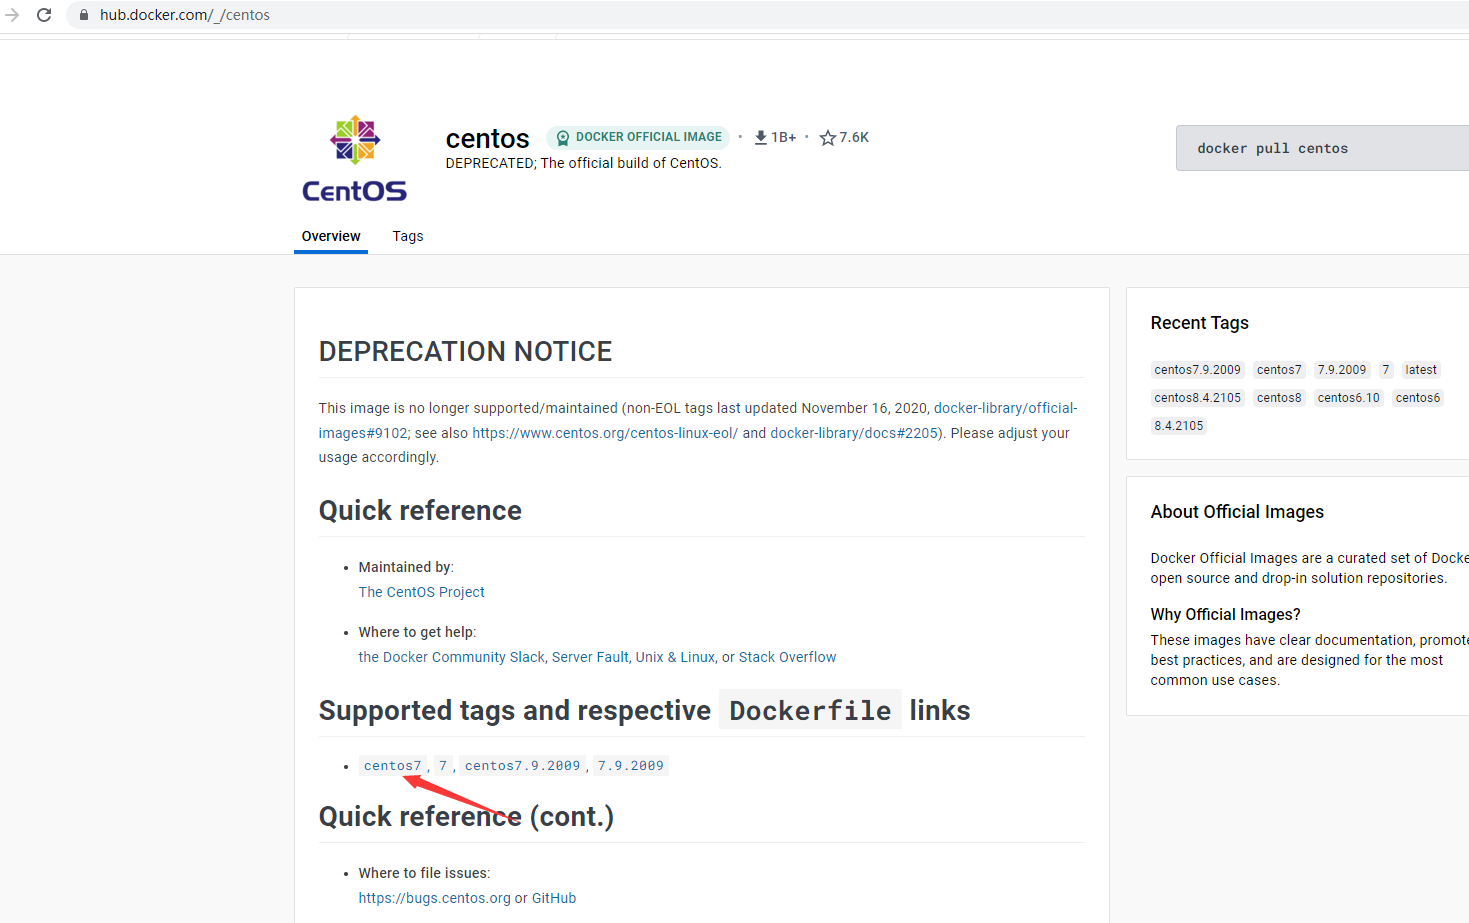 hub.docker.com/_/centos
CentOS
centos DOCKER OFFICIAL IMAGE • 1B+ • 7.6K
DEPRECATED; The official build of CentOS.
docker pull centos
Overview Tags
DEPRECATION NOTICE
This image is no longer supported/maintained (non-EOL tags last updated November 16, 2020, docker-library/official-
images#9102; see also https://www.centos.org/centos-linux-eol/ and docker-library/docs#2205). Please adjust your
usage accordingly.
Quick reference
• Maintained by:
The CentOS Project
• Where to get help:
the Docker Community Slack, Server Fault, Unix & Linux, or Stack Overflow
Supported tags and respective Dockerfile links
• centos7, 7, centos7.9.2009, 7.9.2009
Quick reference (cont.)
• Where to file issues:
https://bugs.centos.org or GitHub
Recent Tags
centos7.9.2009 centos7 7.9.2009 7 latest
centos8.4.2105 centos8 centos6.10 centos6
8.4.2105
About Official Images
Docker Official Images are a curated set of Docke
open source and drop-in solution repositories.
Why Official Images?
These images have clear documentation, promote
best practices, and are designed for the most
common use cases.